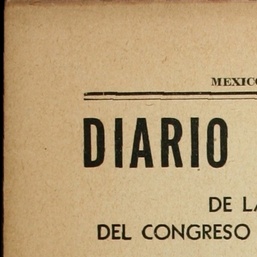 MEXICO
DIARIO
DE LA
DEL CONGRESO